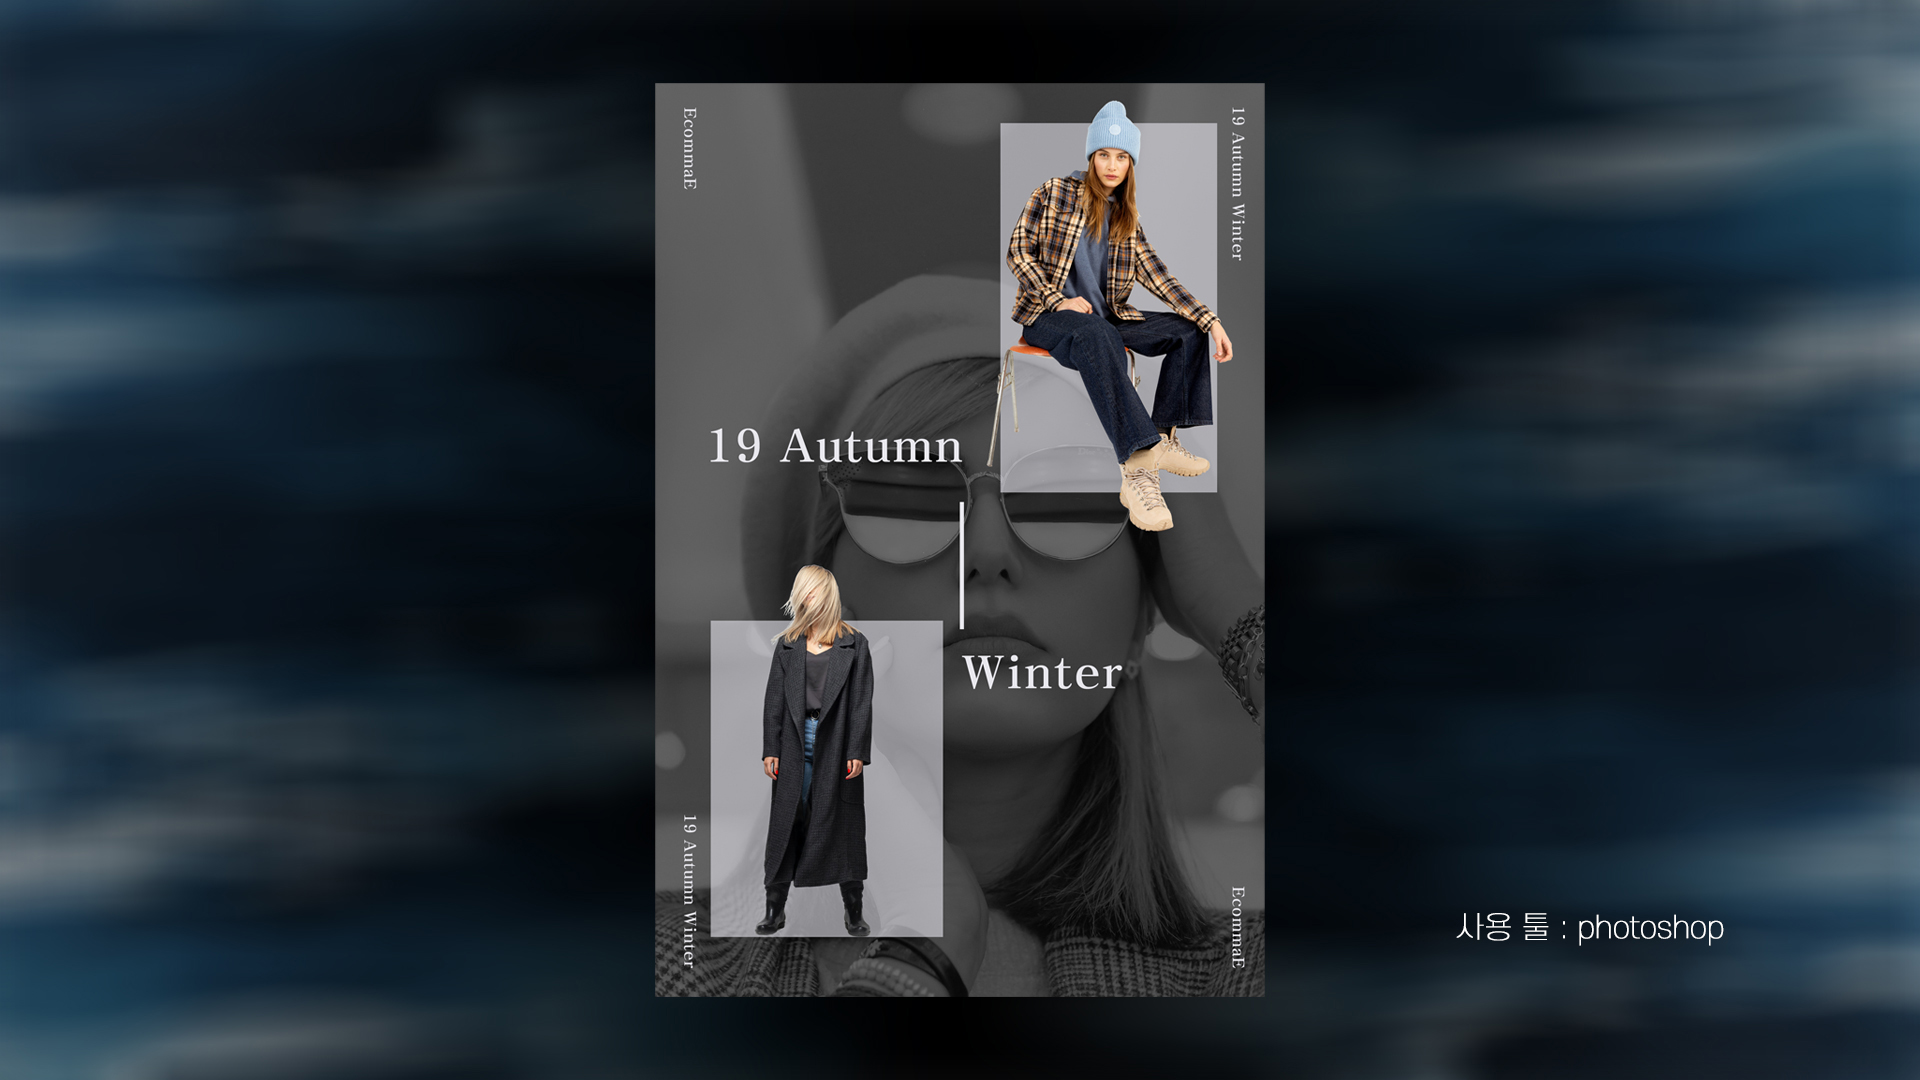 EcommaE
19 Autumn Winter
19 Autumn
Winter
19 Autumn Winter
EcommaE
사용 툴 : photoshop